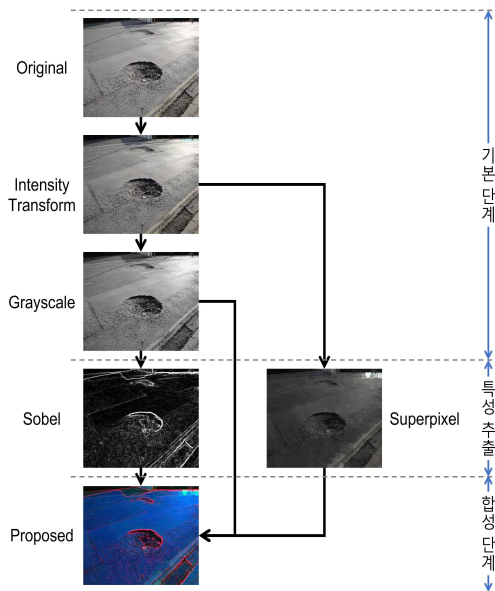 Original
Intensity
Transform
Grayscale
Sobel
Superpixel
Proposed
기본 단계
특성 추출
합성 단계